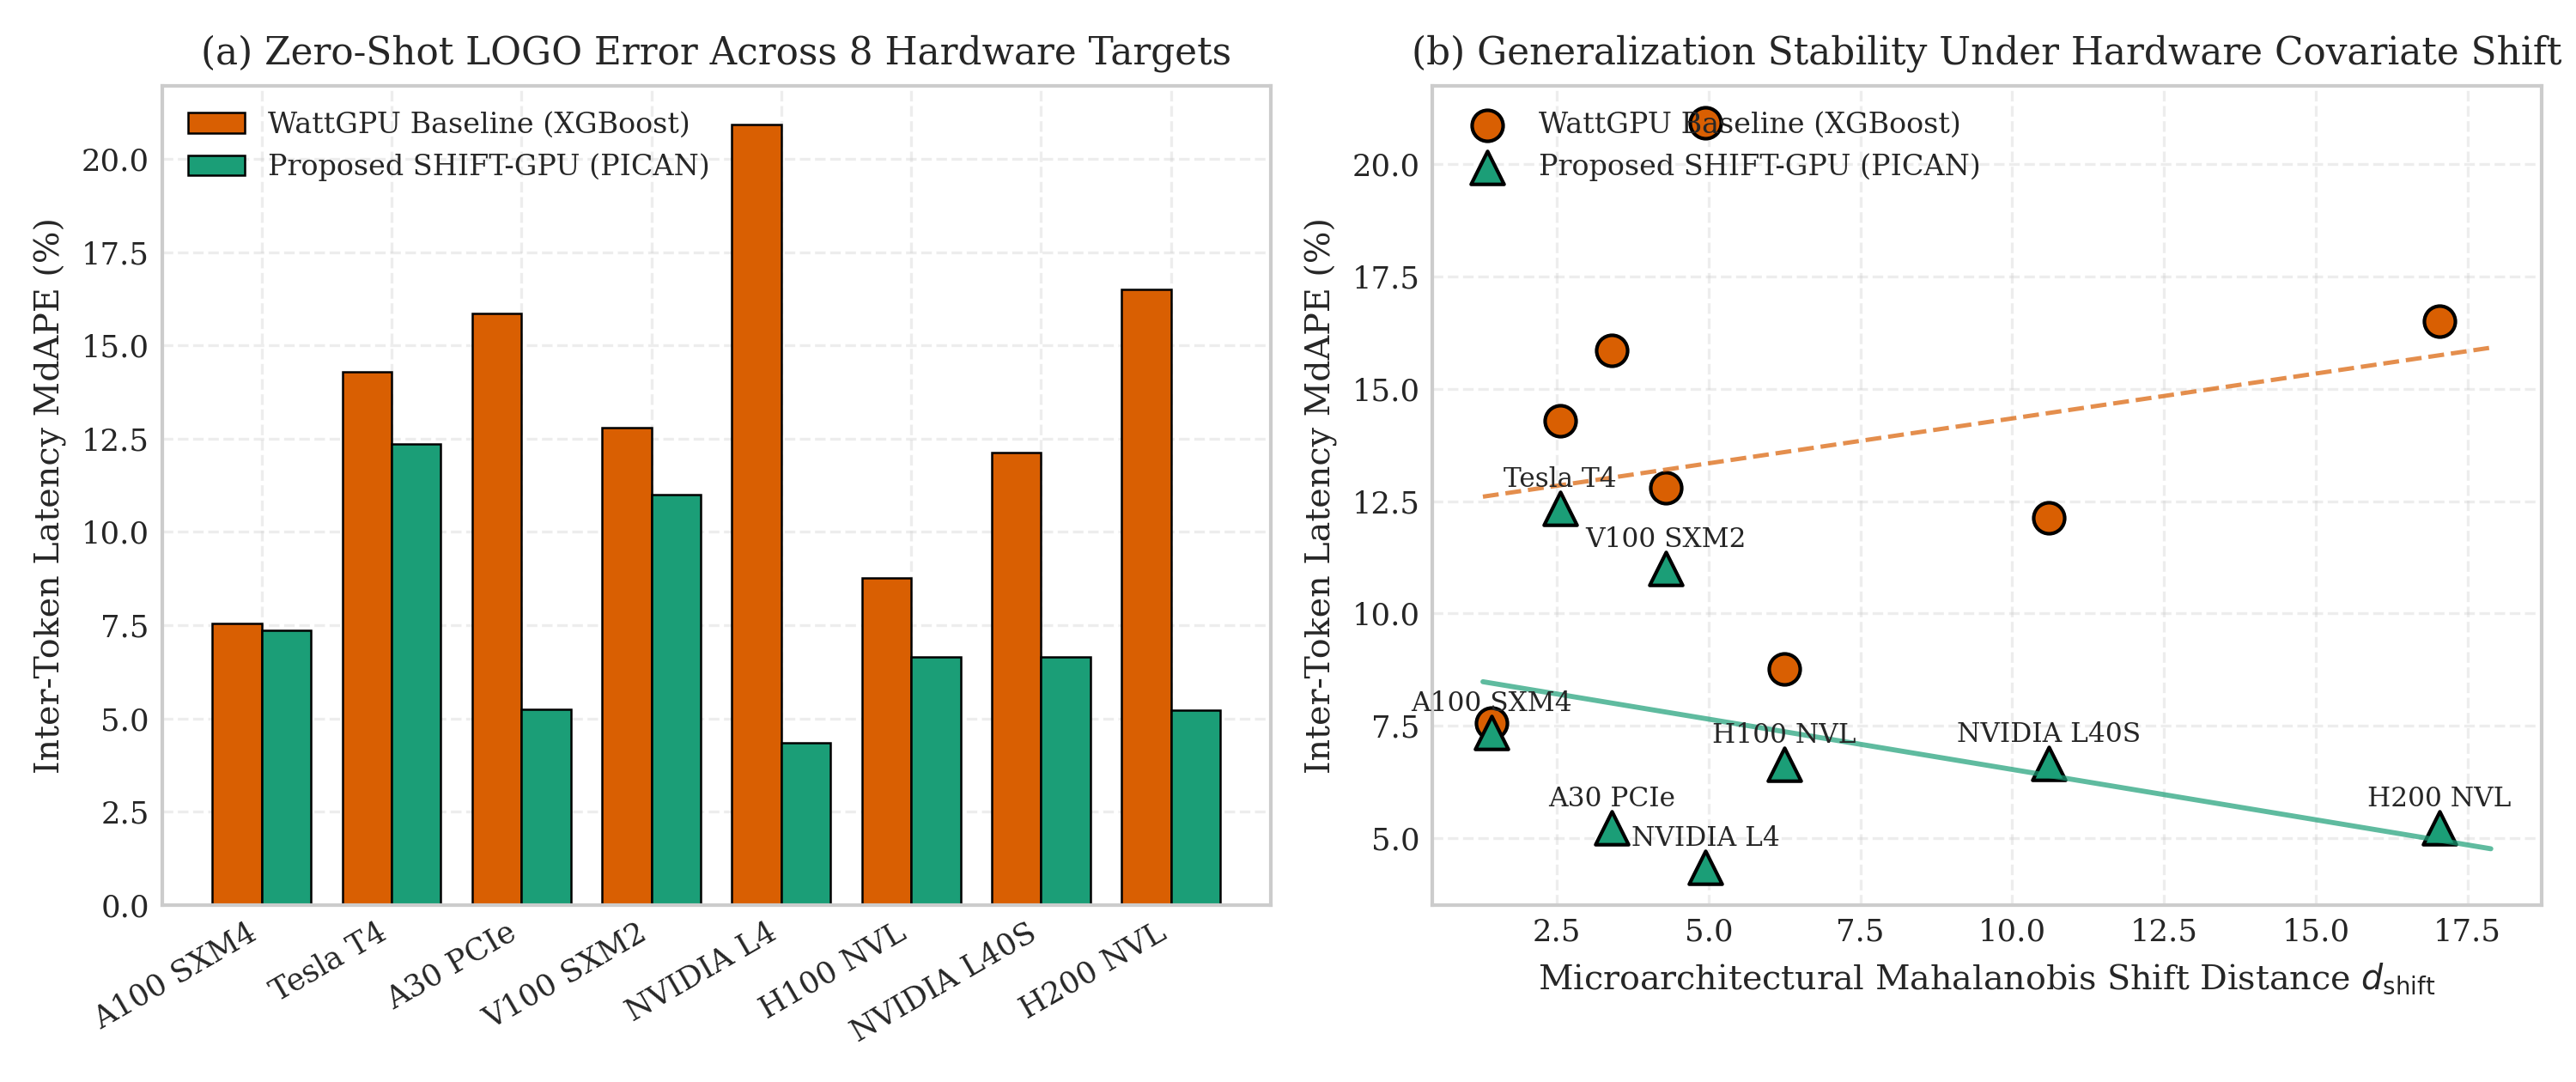 (a) Zero-Shot LOGO Error Across 8 Hardware Targets
WattGPU Baseline (XGBoost)
Proposed SHIFT-GPU (PICAN)
Inter-Token Latency MdAPE (%)
20.0
17.5
15.0
12.5
10.0
7.5
5.0
2.5
0.0
A100 SXM4
Tesla T4
A30 PCIe
V100 SXM2
NVIDIA L4
H100 NVL
NVIDIA L40S
H200 NVL
(b) Generalization Stability Under Hardware Covariate Shift
WattGPU Baseline (XGBoost)
Proposed SHIFT-GPU (PICAN)
Inter-Token Latency MdAPE (%)
20.0
17.5
15.0
12.5
10.0
7.5
5.0
Tesla T4
V100 SXM2
A100 SXM4
H100 NVL
NVIDIA L40S
A30 PCIe
H200 NVL
NVIDIA L4
2.5
5.0
7.5
10.0
12.5
15.0
17.5
Microarchitectural Mahalanobis Shift Distance d_shift